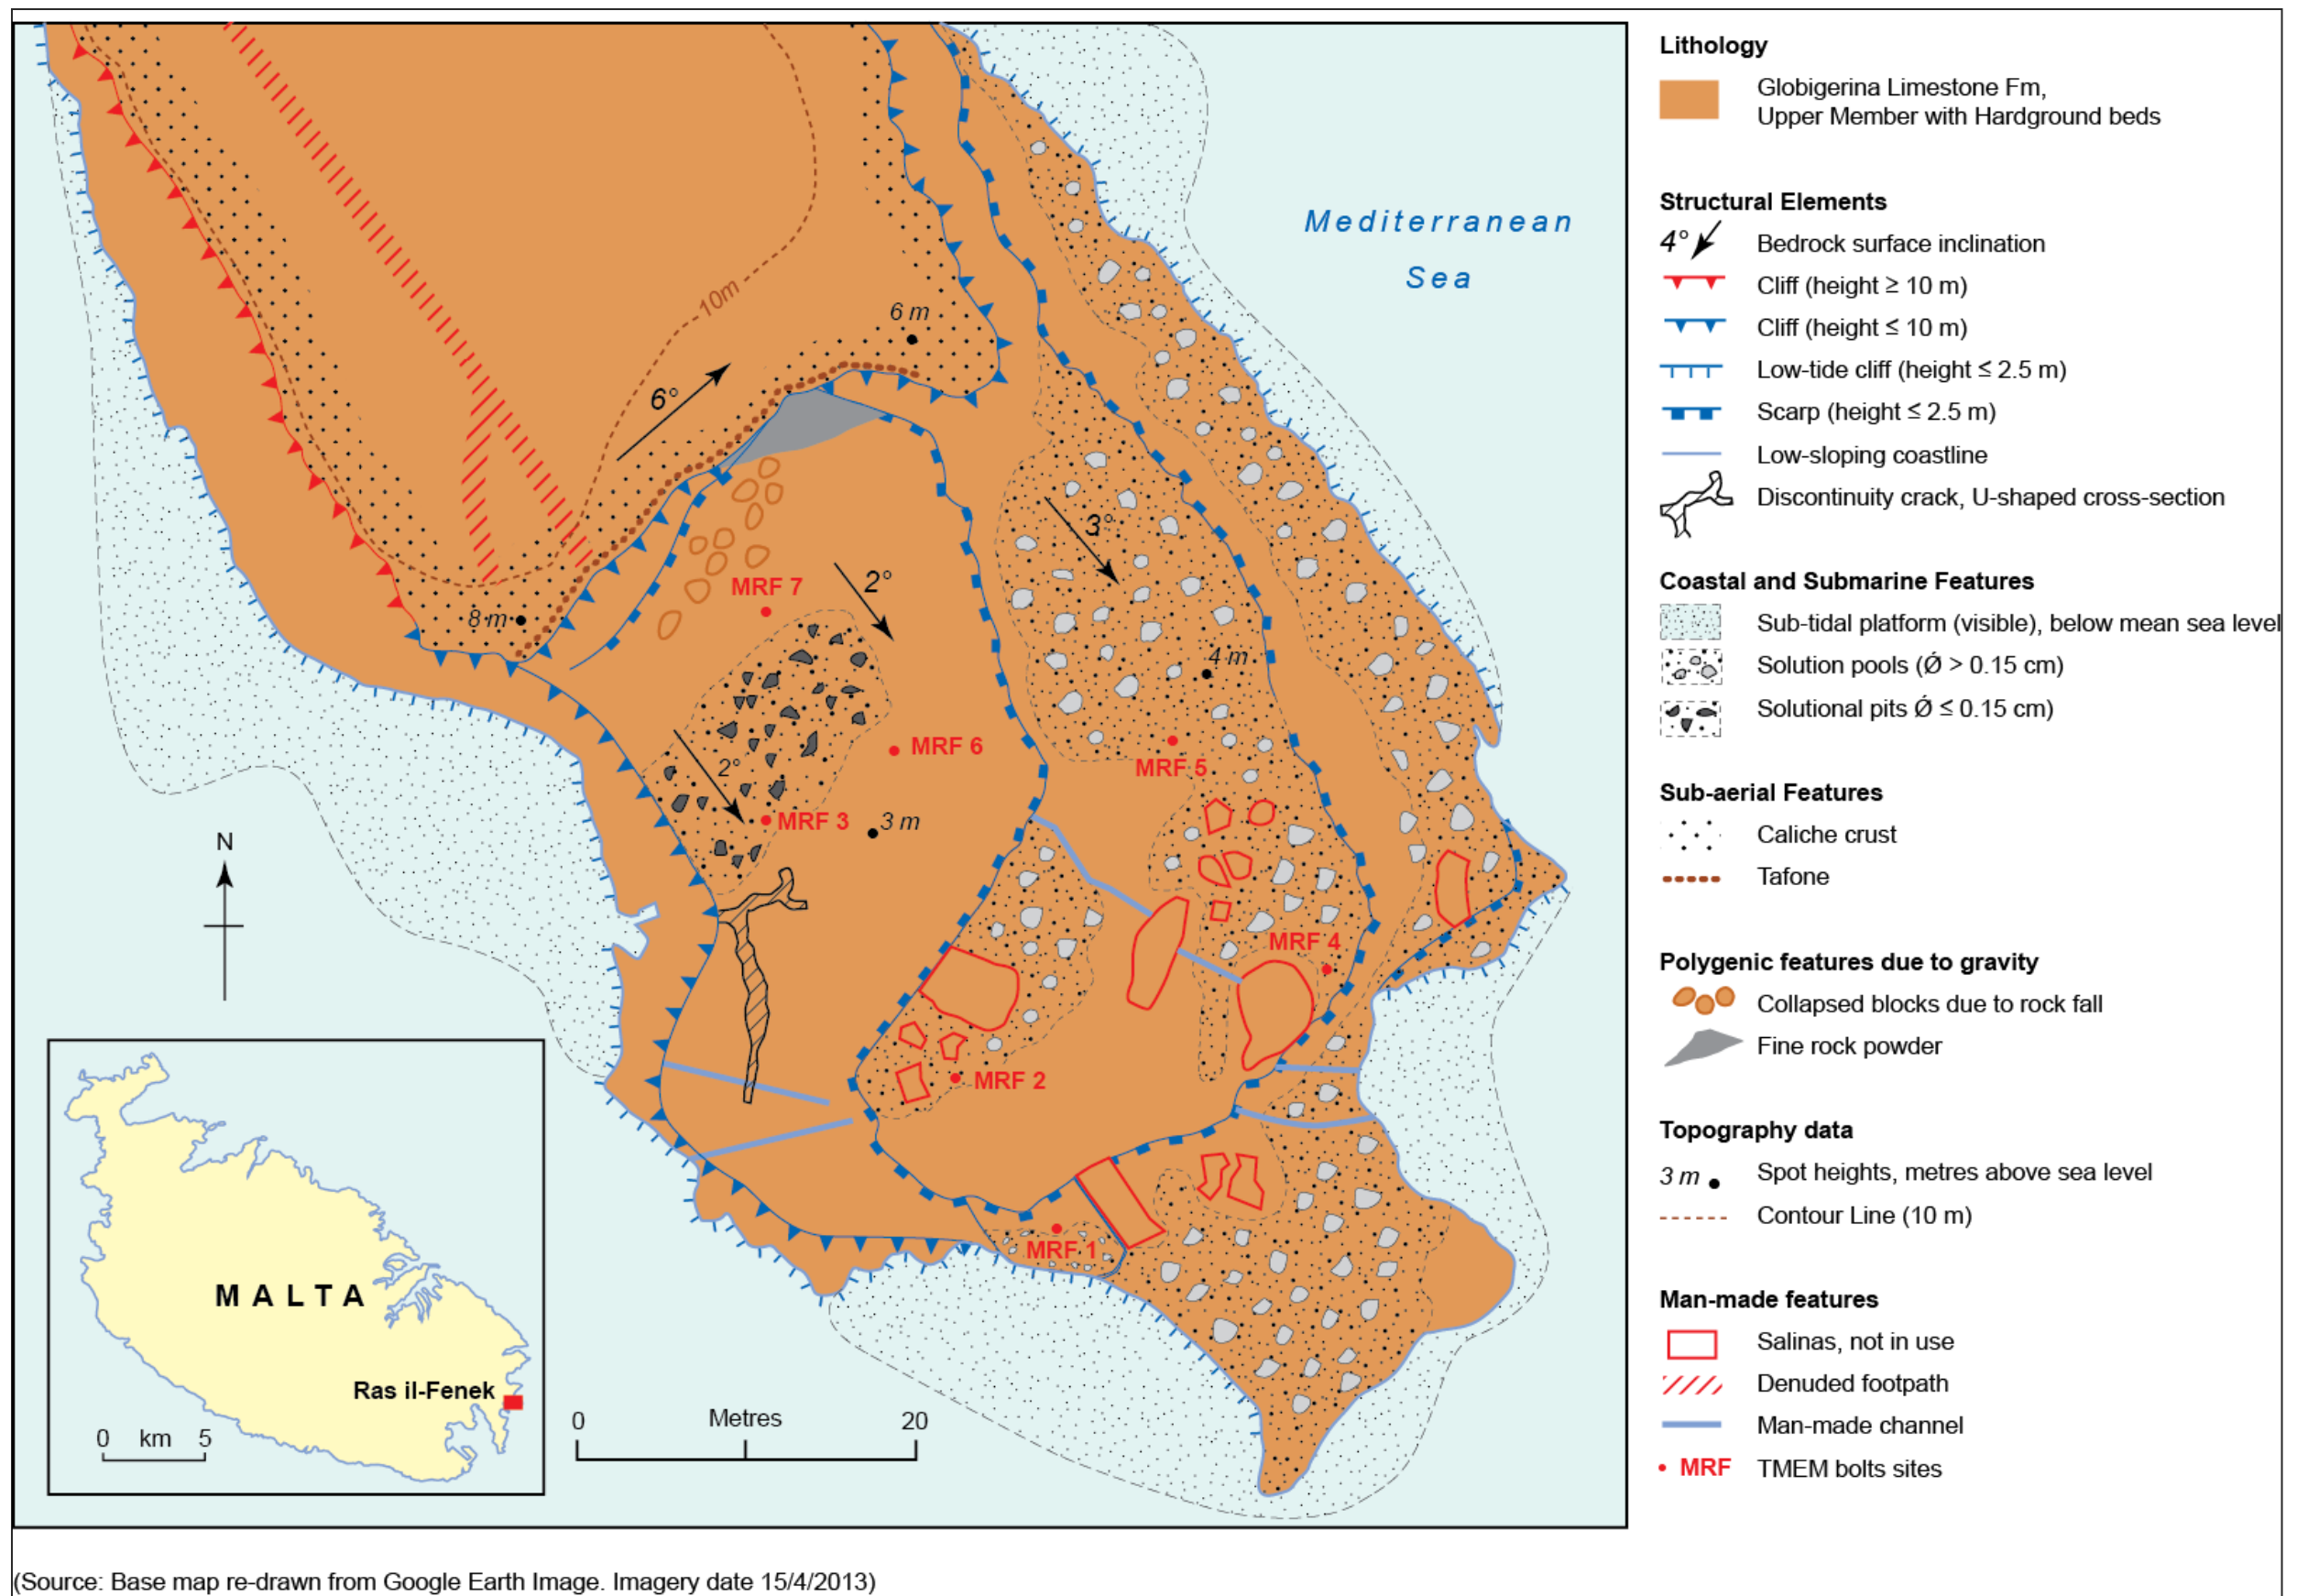 Mediterranean
Sea
10m
6 m
6°
3°
MRF 7
2°
8 m
4 m
MRF 6
MRF 5
2°
MRF 3
3 m
N
MRF 4
MRF 2
MRF 1
MALTA
Ras il-Fenek
0 km 5
0 Metres 20
Lithology
Globigerina Limestone Fm,
Upper Member with Hardground beds
Structural Elements
4° Bedrock surface inclination
Cliff (height ≥ 10 m)
Cliff (height ≤ 10 m)
Low-tide cliff (height ≤ 2.5 m)
Scarp (height ≤ 2.5 m)
Low-sloping coastline
Discontinuity crack, U-shaped cross-section
Coastal and Submarine Features
Sub-tidal platform (visible), below mean sea level
Solution pools (Ǿ > 0.15 cm)
Solutional pits Ǿ ≤ 0.15 cm)
Sub-aerial Features
Caliche crust
Tafone
Polygenic features due to gravity
Collapsed blocks due to rock fall
Fine rock powder
Topography data
3 m Spot heights, metres above sea level
Contour Line (10 m)
Man-made features
Salinas, not in use
Denuded footpath
Man-made channel
MRF TMEM bolts sites
(Source: Base map re-drawn from Google Earth Image. Imagery date 15/4/2013)